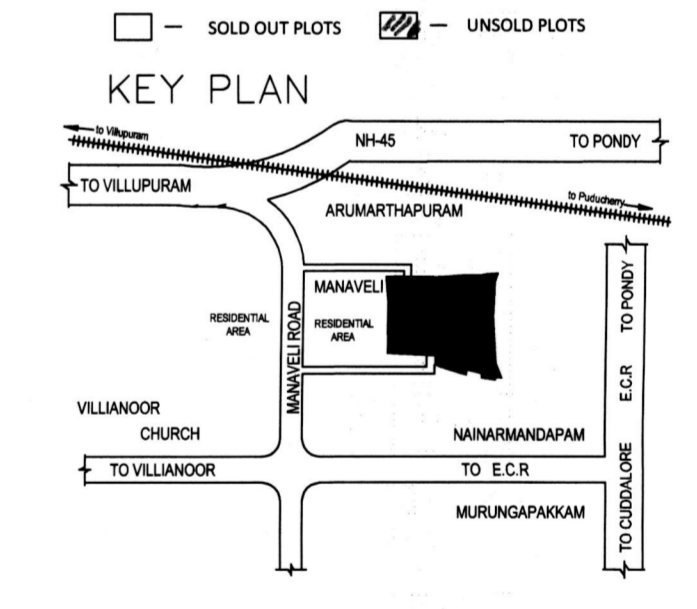 — SOLD OUT PLOTS — UNSOLD PLOTS
KEY PLAN
to Villupuram
NH-45
TO PONDY
TO VILLUPURAM
to Puducherry
ARUMARTHAPURAM
TO PONDY
MANAVELI
RESIDENTIAL
AREA
RESIDENTIAL
AREA
MANAVELI ROAD
E.C.R
VILLIANOOR
CHURCH
NAINARMANDAPAM
TO VILLIANOOR
TO E.C.R
TO CUDDALORE
MURUNGAPAKKAM